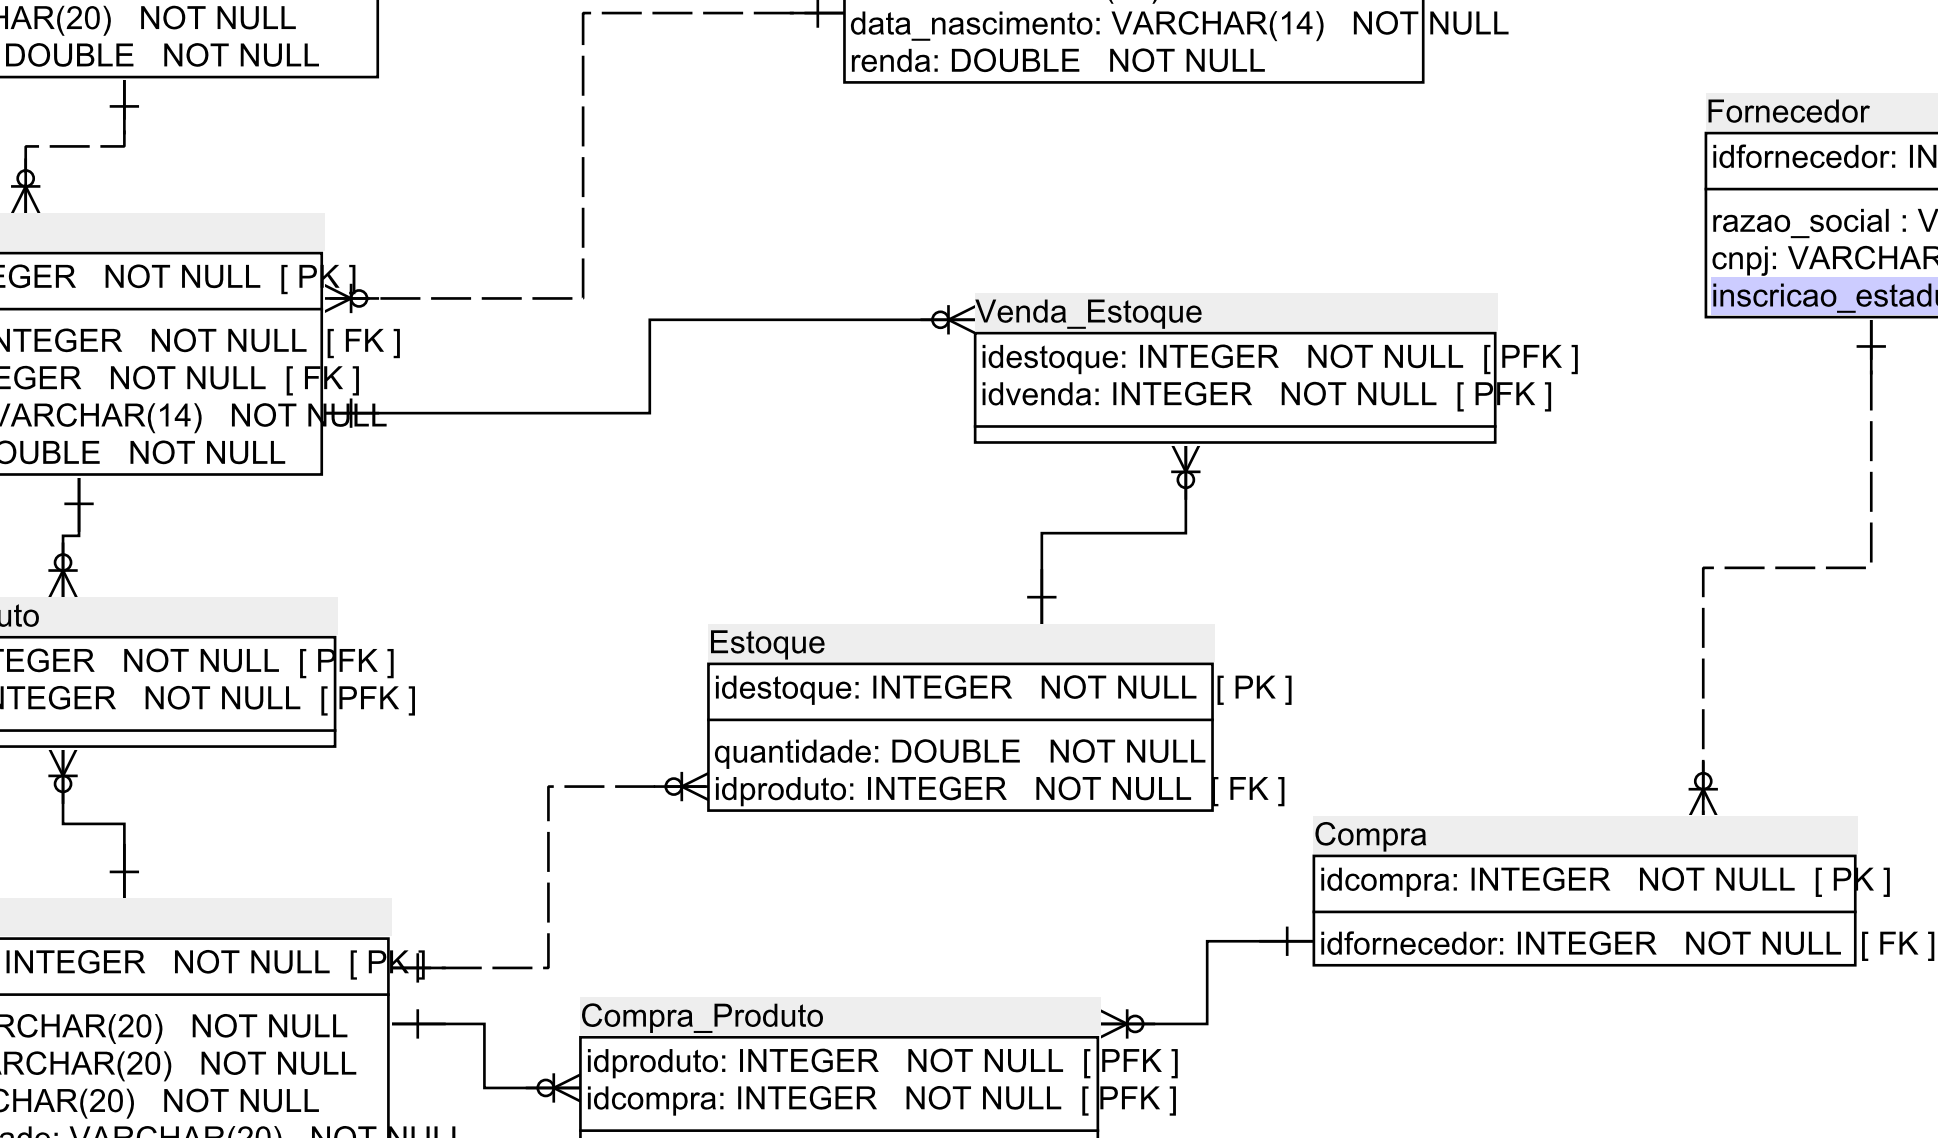 HAR(20) NOT NULL
DOUBLE NOT NULL
data_nascimento: VARCHAR(14) NOT NULL
renda: DOUBLE NOT NULL
Fornecedor
idfornecedor: IN
razao_social : V
cnpj: VARCHAR
inscricao_estadu
EGER NOT NULL [ PK ]
NTEGER NOT NULL [ FK ]
EGER NOT NULL [ FK ]
VARCHAR(14) NOT NULL
OUBLE NOT NULL
Venda_Estoque
idestoque: INTEGER NOT NULL [ PFK ]
idvenda: INTEGER NOT NULL [ PFK ]
uto
TEGER NOT NULL [ PFK ]
NTEGER NOT NULL [ PFK ]
Estoque
idestoque: INTEGER NOT NULL [ PK ]
quantidade: DOUBLE NOT NULL
idproduto: INTEGER NOT NULL [ FK ]
Compra
idcompra: INTEGER NOT NULL [ PK ]
idfornecedor: INTEGER NOT NULL [ FK ]
INTEGER NOT NULL [ PK ]
RCHAR(20) NOT NULL
ARCHAR(20) NOT NULL
CHAR(20) NOT NULL
ade: VARCHAR(20) NOT NULL
Compra_Produto
idproduto: INTEGER NOT NULL [ PFK ]
idcompra: INTEGER NOT NULL [ PFK ]